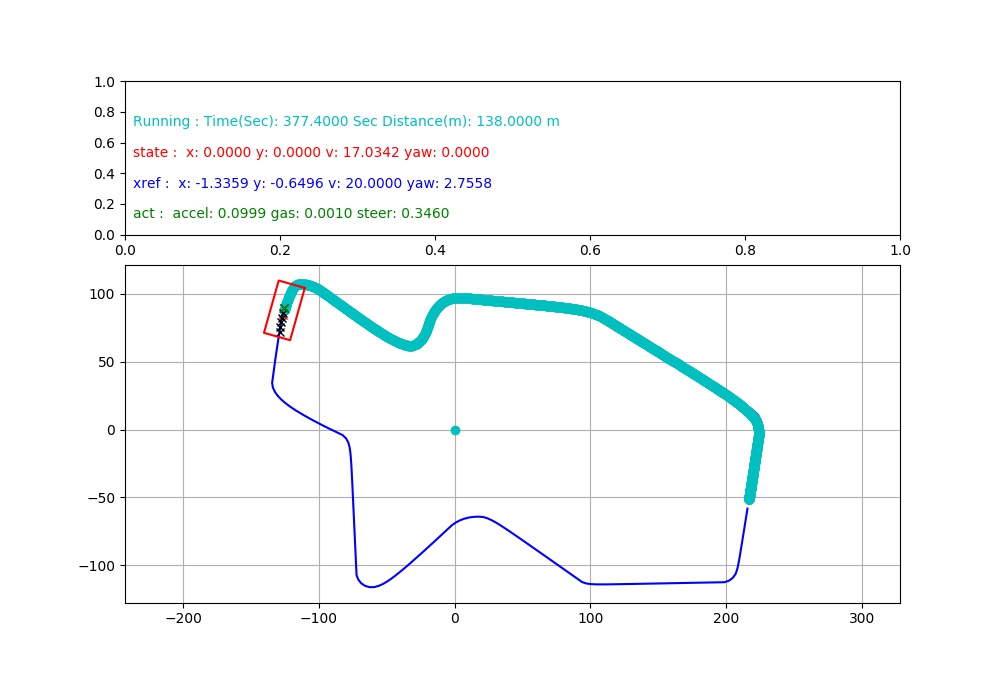 1.0
0.8
0.6
0.4
0.2
0.0
Running : Time(Sec): 377.4000 Sec Distance(m): 138.0000 m
state :  x: 0.0000 y: 0.0000 v: 17.0342 yaw: 0.0000
xref :  x: -1.3359 y: -0.6496 v: 20.0000 yaw: 2.7558
act :  accel: 0.0999 gas: 0.0010 steer: 0.3460
0.0 0.2 0.4 0.6 0.8 1.0
100
50
0
−50
−100
−200 −100 0 100 200 300